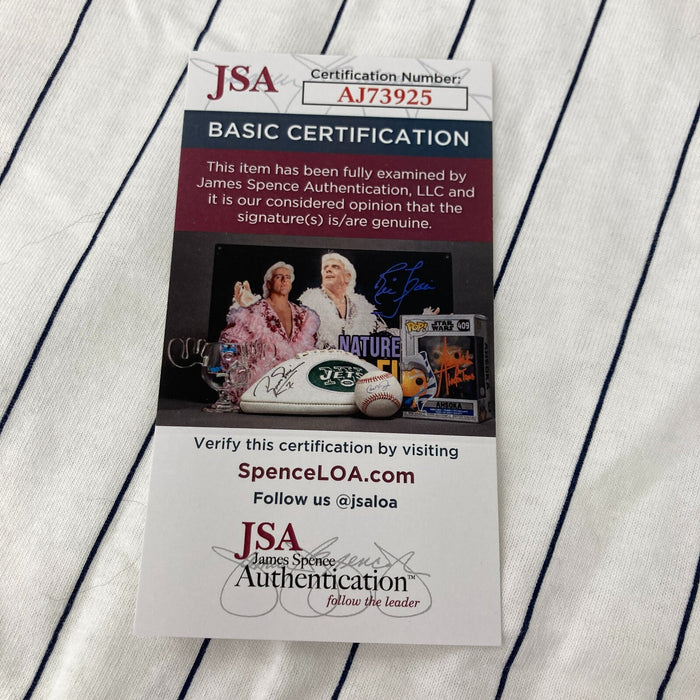 JSA
Certification Number:
AJ73925
BASIC CERTIFICATION
This item has been fully examined by
James Spence Authentication, LLC and
it is our considered opinion that the
signature(s) is/are genuine.
NATURE
JETS
POP!
STAR WARS
409
AHSOKA
Verify this certification by visiting
SpenceLOA.com
Follow us @jsaloa
JSA
James Spence
Authentication™
follow the leader